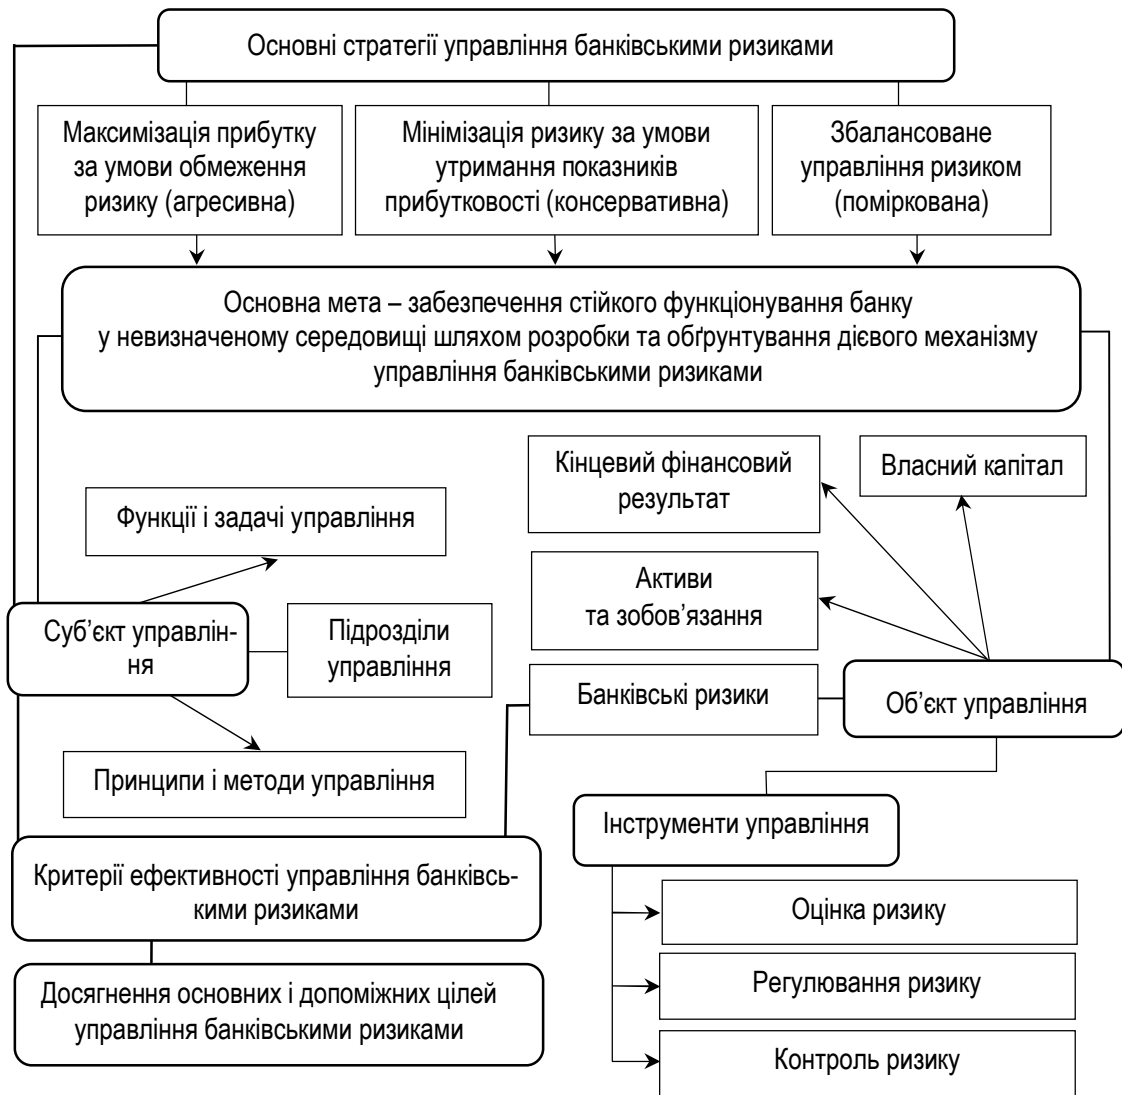 Основні стратегії управління банківськими ризиками
Максимізація прибутку
за умови обмеження
ризику (агресивна)
Мінімізація ризику за умови
утримання показників
прибутковості (консервативна)
Збалансоване
управління ризиком
(поміркована)
Основна мета – забезпечення стійкого функціонування банку
у невизначеному середовищі шляхом розробки та обґрунтування дієвого механізму
управління банківськими ризиками
Кінцевий фінансовий
результат
Власний капітал
Функції і задачі управління
Активи
та зобов’язання
Суб’єкт управлін-
ня
Підрозділи
управління
Банківські ризики
Об’єкт управління
Принципи і методи управління
Інструменти управління
Критерії ефективності управління банківсь-
кими ризиками
Оцінка ризику
Досягнення основних і допоміжних цілей
управління банківськими ризиками
Регулювання ризику
Контроль ризику